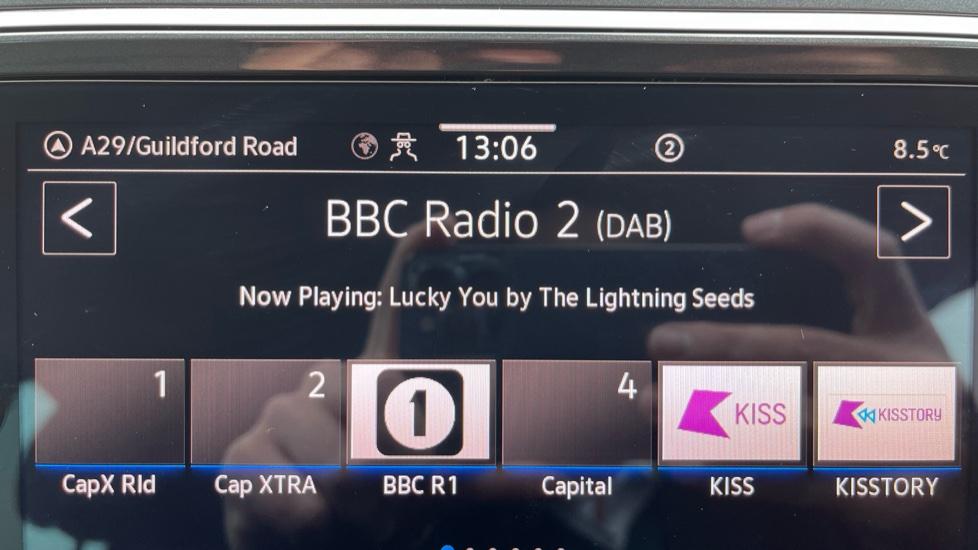 A29/Guildford Road 13:06 2 8.5°C
< BBC Radio 2 (DAB) >
Now Playing: Lucky You by The Lightning Seeds
1 2 1 4 KISS KISSTORY
CapX Rld Cap XTRA BBC R1 Capital KISS KISSTORY